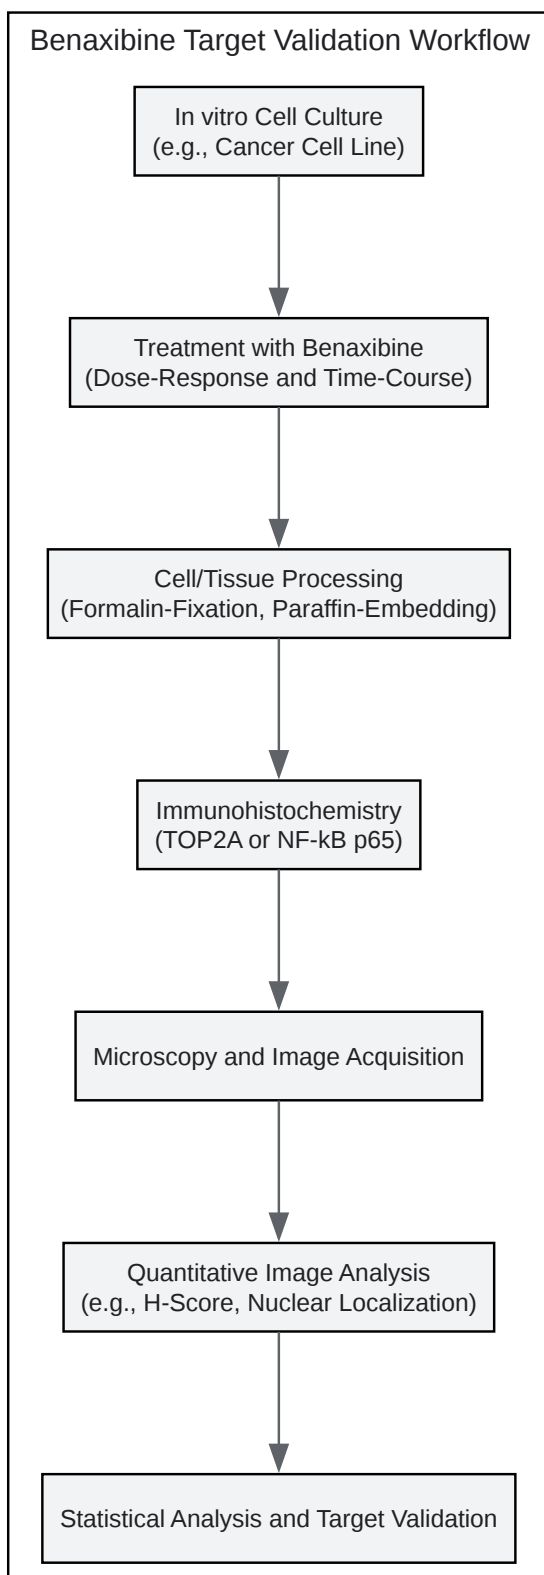 Benaxibine Target Validation Workflow
In vitro Cell Culture
(e.g., Cancer Cell Line)
Treatment with Benaxibine
(Dose-Response and Time-Course)
Cell/Tissue Processing
(Formalin-Fixation, Paraffin-Embedding)
Immunohistochemistry
(TOP2A or NF-kB p65)
Microscopy and Image Acquisition
Quantitative Image Analysis
(e.g., H-Score, Nuclear Localization)
Statistical Analysis and Target Validation